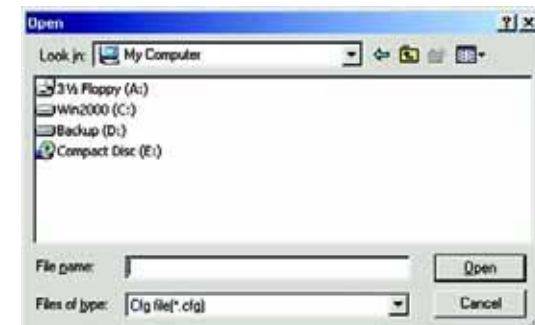 Open
Look in: My Computer
3½ Floppy (A:)
Win2000 (C:)
Backup (D:)
Compact Disc (E:)
File name: Open
Files of type: Cfg file(*.cfg) Cancel